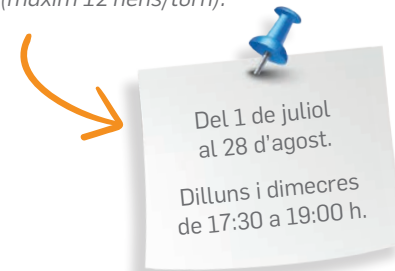 (màxim 12 nens/torn).
Del 1 de juliol
al 28 d'agost.
Dilluns i dimecres
de 17:30 a 19:00 h.